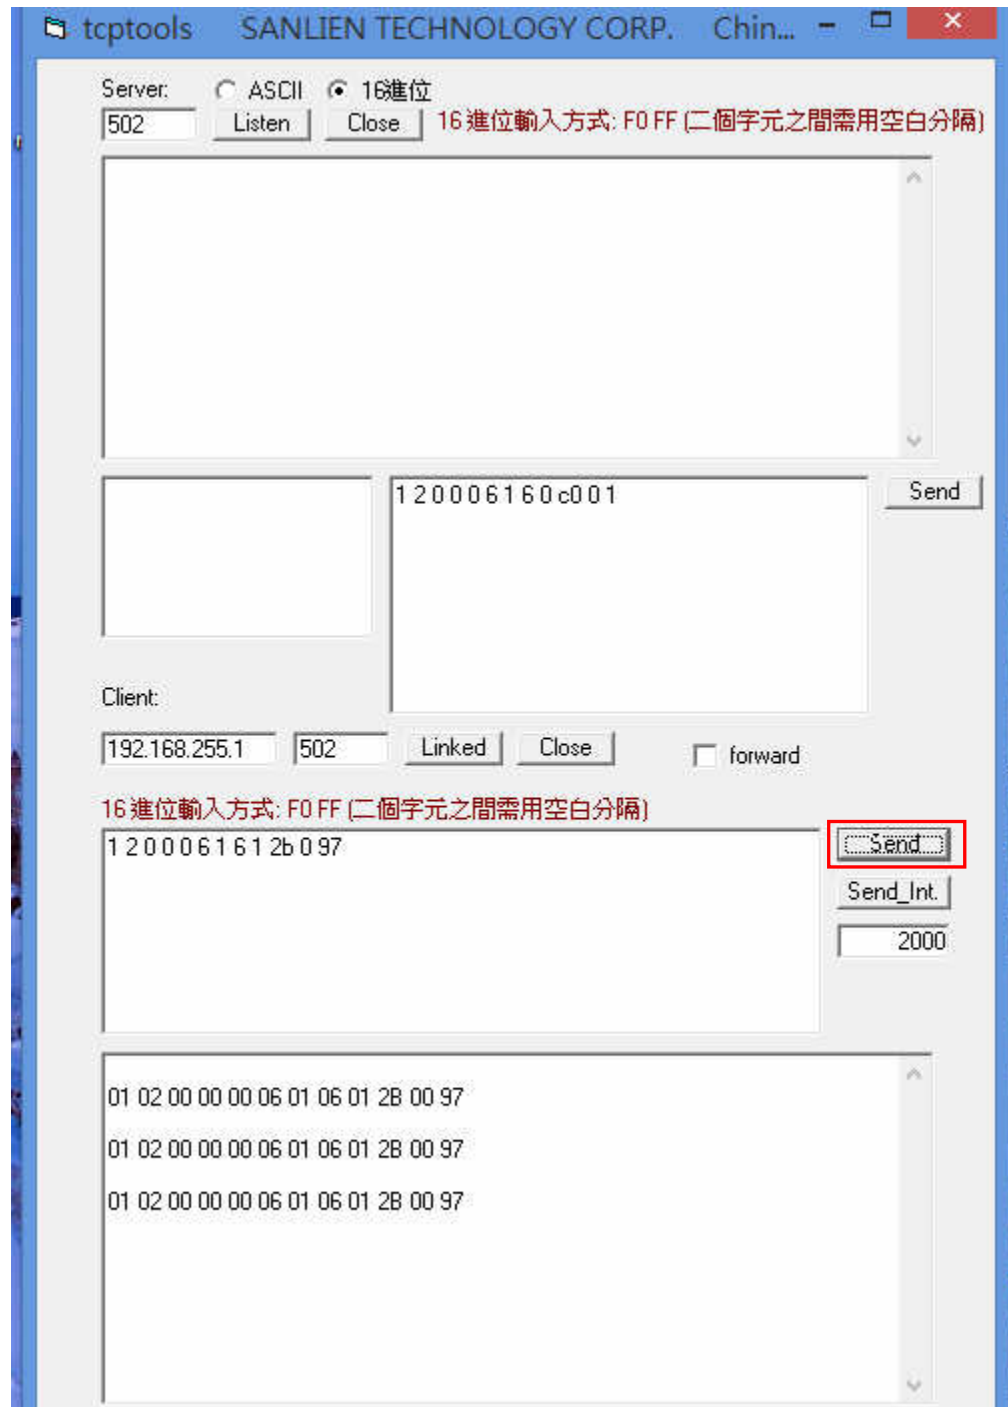 tcptools SANLIEN TECHNOLOGY CORP. Chin...
Server: ASCII 16進位
502 Listen Close 16 進位輸入方式: F0 FF (二個字元之間需用空白分隔)
1 2 0 0 0 6 1 6 0 c 0 0 1 Send
Client:
192.168.255.1 502 Linked Close forward
16 進位輸入方式: F0 FF (二個字元之間需用空白分隔)
1 2 0 0 0 6 1 6 1 2b 0 97 Send
Send_Int.
2000
01 02 00 00 00 06 01 06 01 2B 00 97
01 02 00 00 00 06 01 06 01 2B 00 97
01 02 00 00 00 06 01 06 01 2B 00 97